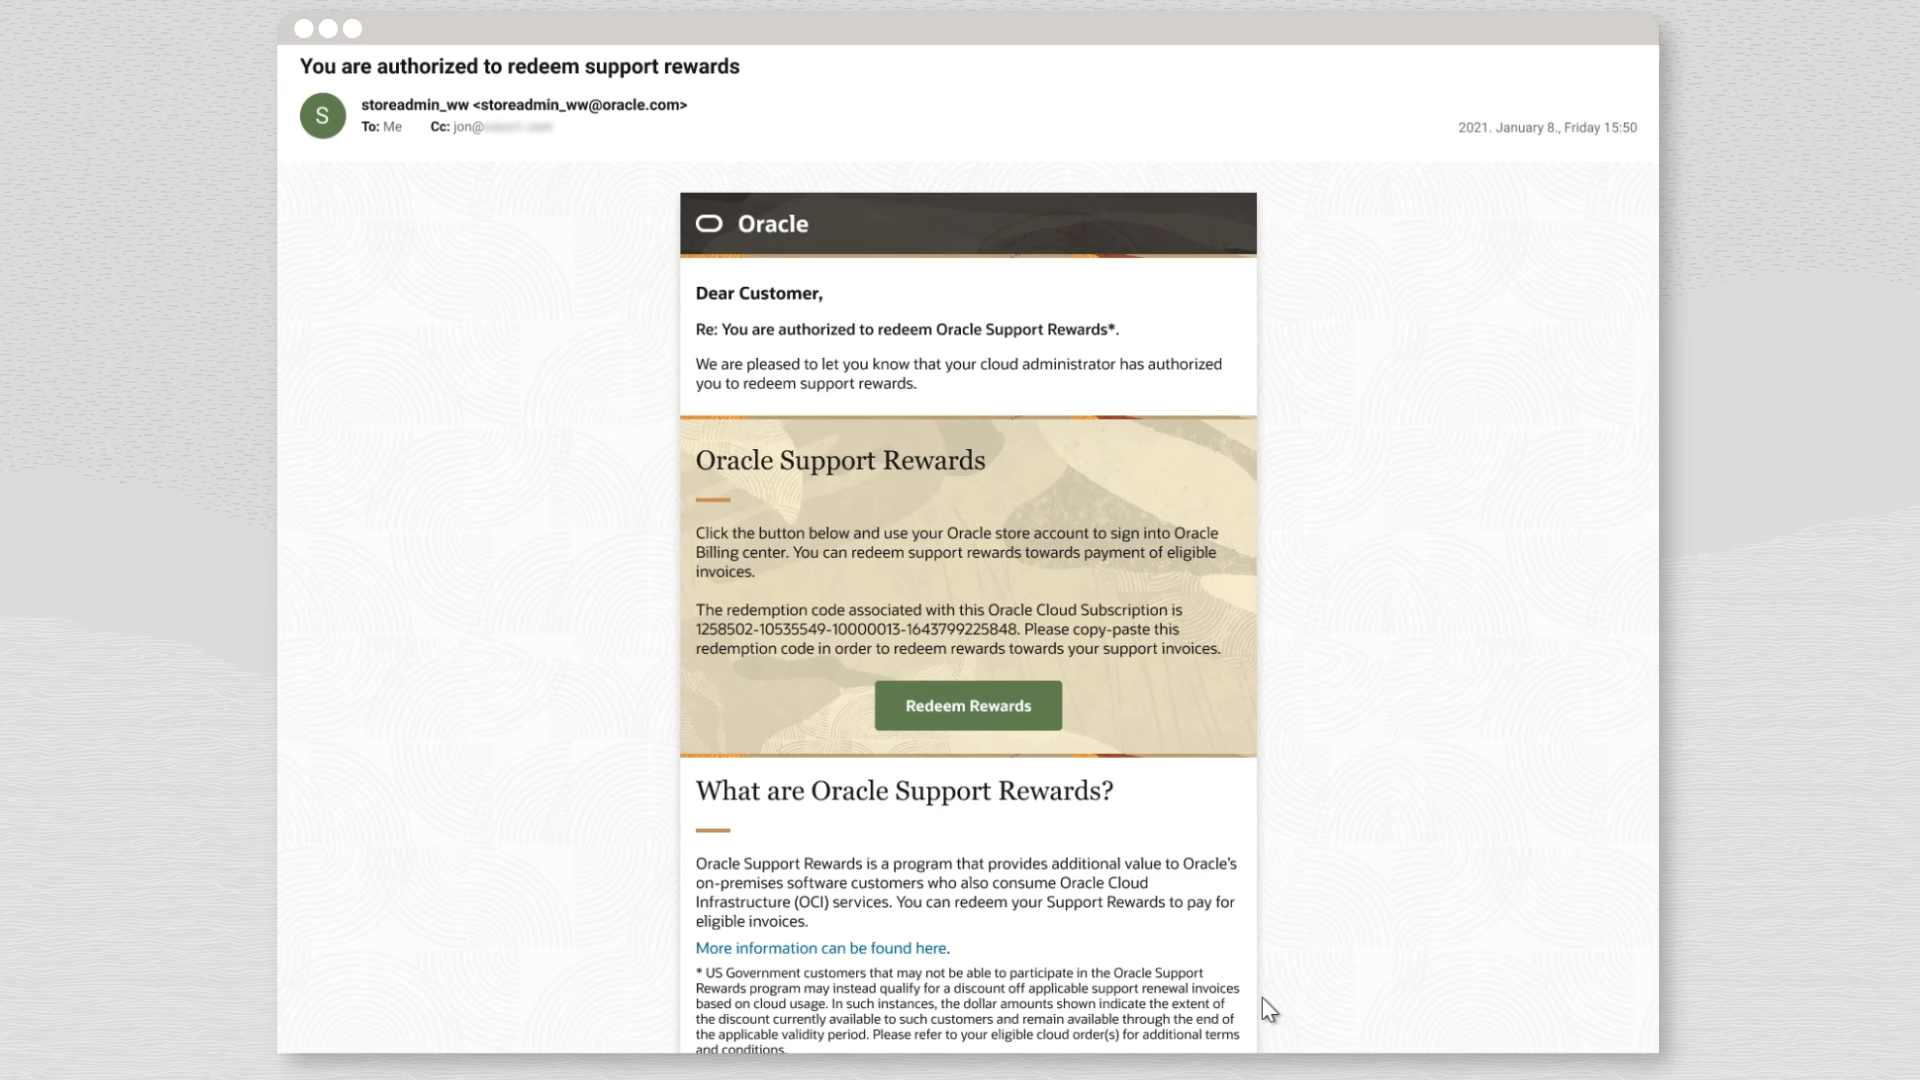 You are authorized to redeem support rewards
S
storeadmin_ww <storeadmin_ww@oracle.com>
To: Me Cc: jon@
2021. January 8., Friday 15:50
Oracle
Dear Customer,
Re: You are authorized to redeem Oracle Support Rewards*.
We are pleased to let you know that your cloud administrator has authorized
you to redeem support rewards.
Oracle Support Rewards
Click the button below and use your Oracle store account to sign into Oracle
Billing center. You can redeem support rewards towards payment of eligible
invoices.
The redemption code associated with this Oracle Cloud Subscription is
1258502-10535549-10000013-1643799225848. Please copy-paste this
redemption code in order to redeem rewards towards your support invoices.
Redeem Rewards
What are Oracle Support Rewards?
Oracle Support Rewards is a program that provides additional value to Oracle's
on-premises software customers who also consume Oracle Cloud
Infrastructure (OCI) services. You can redeem your Support Rewards to pay for
eligible invoices.
More information can be found here.
* US Government customers that may not be able to participate in the Oracle Support
Rewards program may instead qualify for a discount off applicable support renewal invoices
based on cloud usage. In such instances, the dollar amounts shown indicate the extent of
the discount currently available to such customers and remain available through the end of
the applicable validity period. Please refer to your eligible cloud order(s) for additional terms
and conditions.